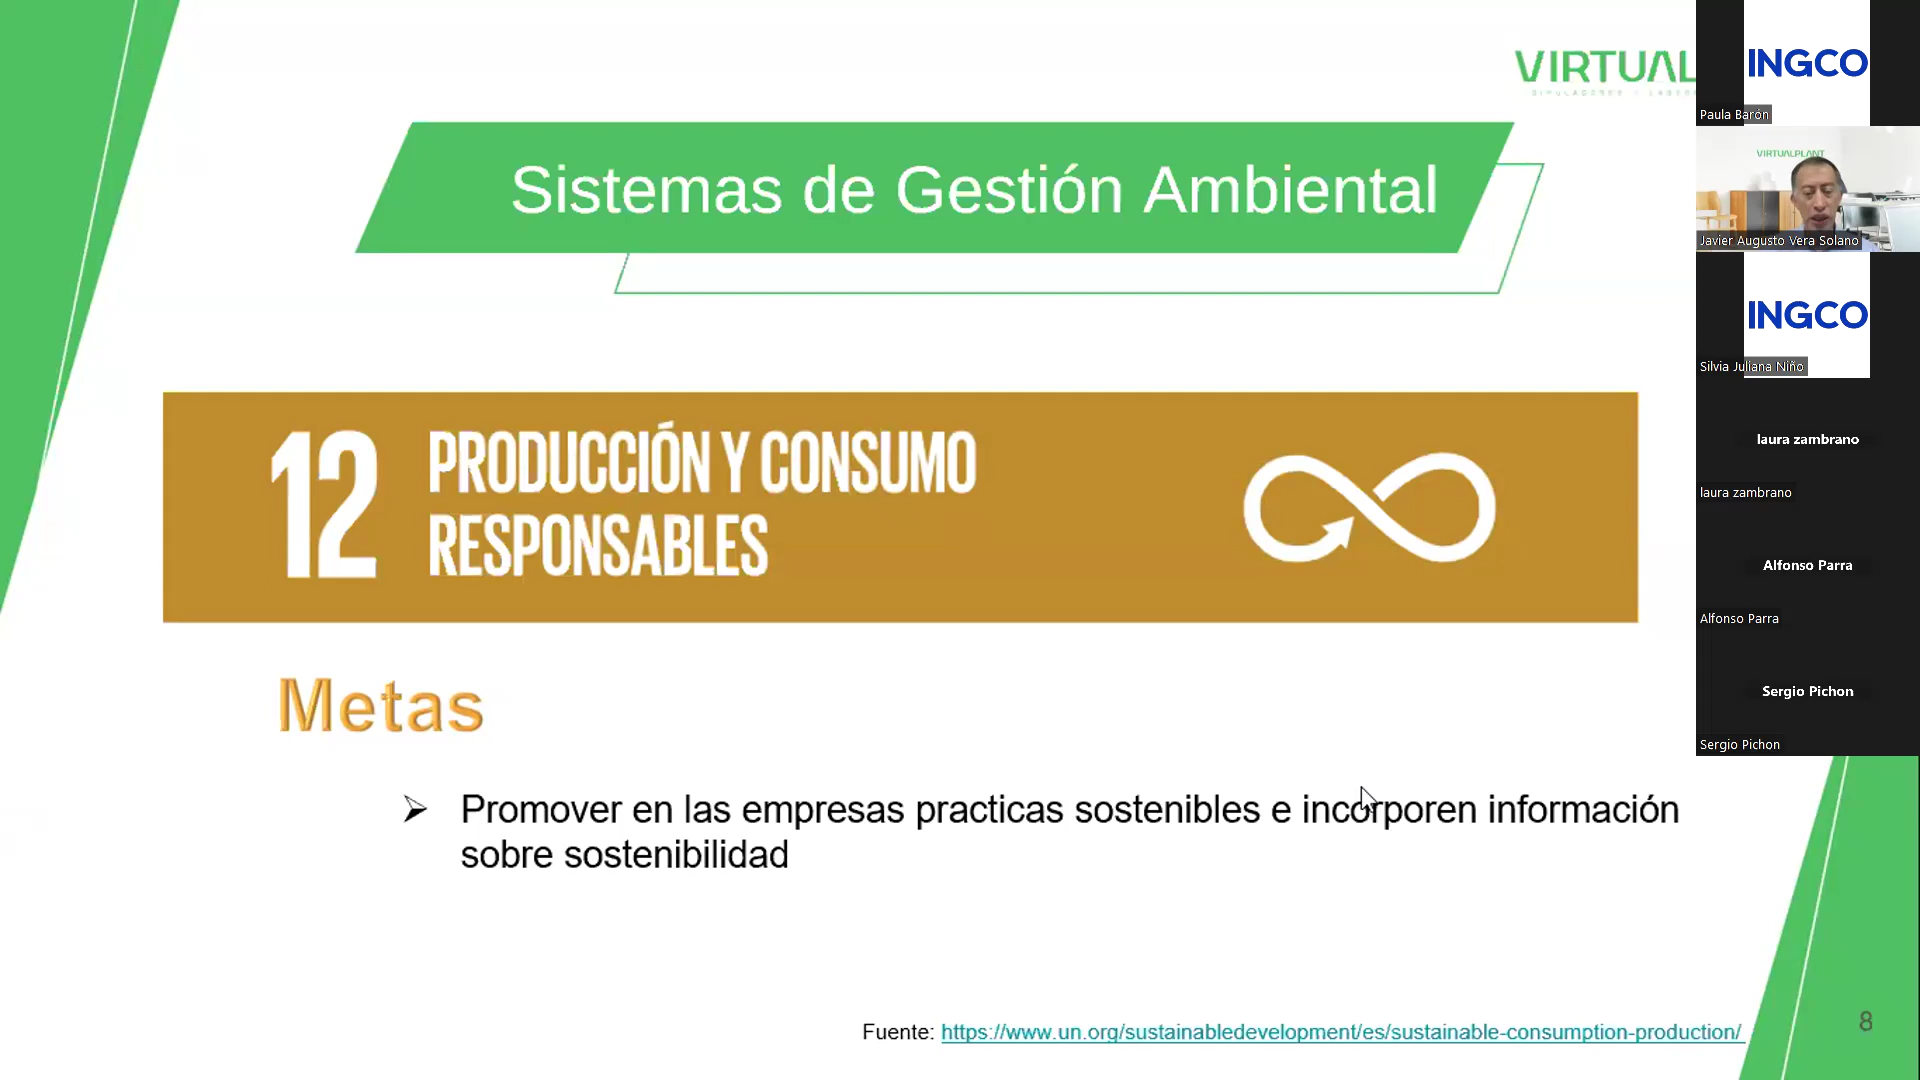 VIRTUAL
Sistemas de Gestión Ambiental
12 PRODUCCIÓN Y CONSUMO
RESPONSABLES
Metas
➢ Promover en las empresas practicas sostenibles e incorporen información
sobre sostenibilidad
Fuente: https://www.un.org/sustainabledevelopment/es/sustainable-consumption-production/
8
INGCO
Paula Barón
VIRTUALPLANT
Javier Augusto Vera Solano
INGCO
Silvia Juliana Niño
laura zambrano
laura zambrano
Alfonso Parra
Alfonso Parra
Sergio Pichon
Sergio Pichon